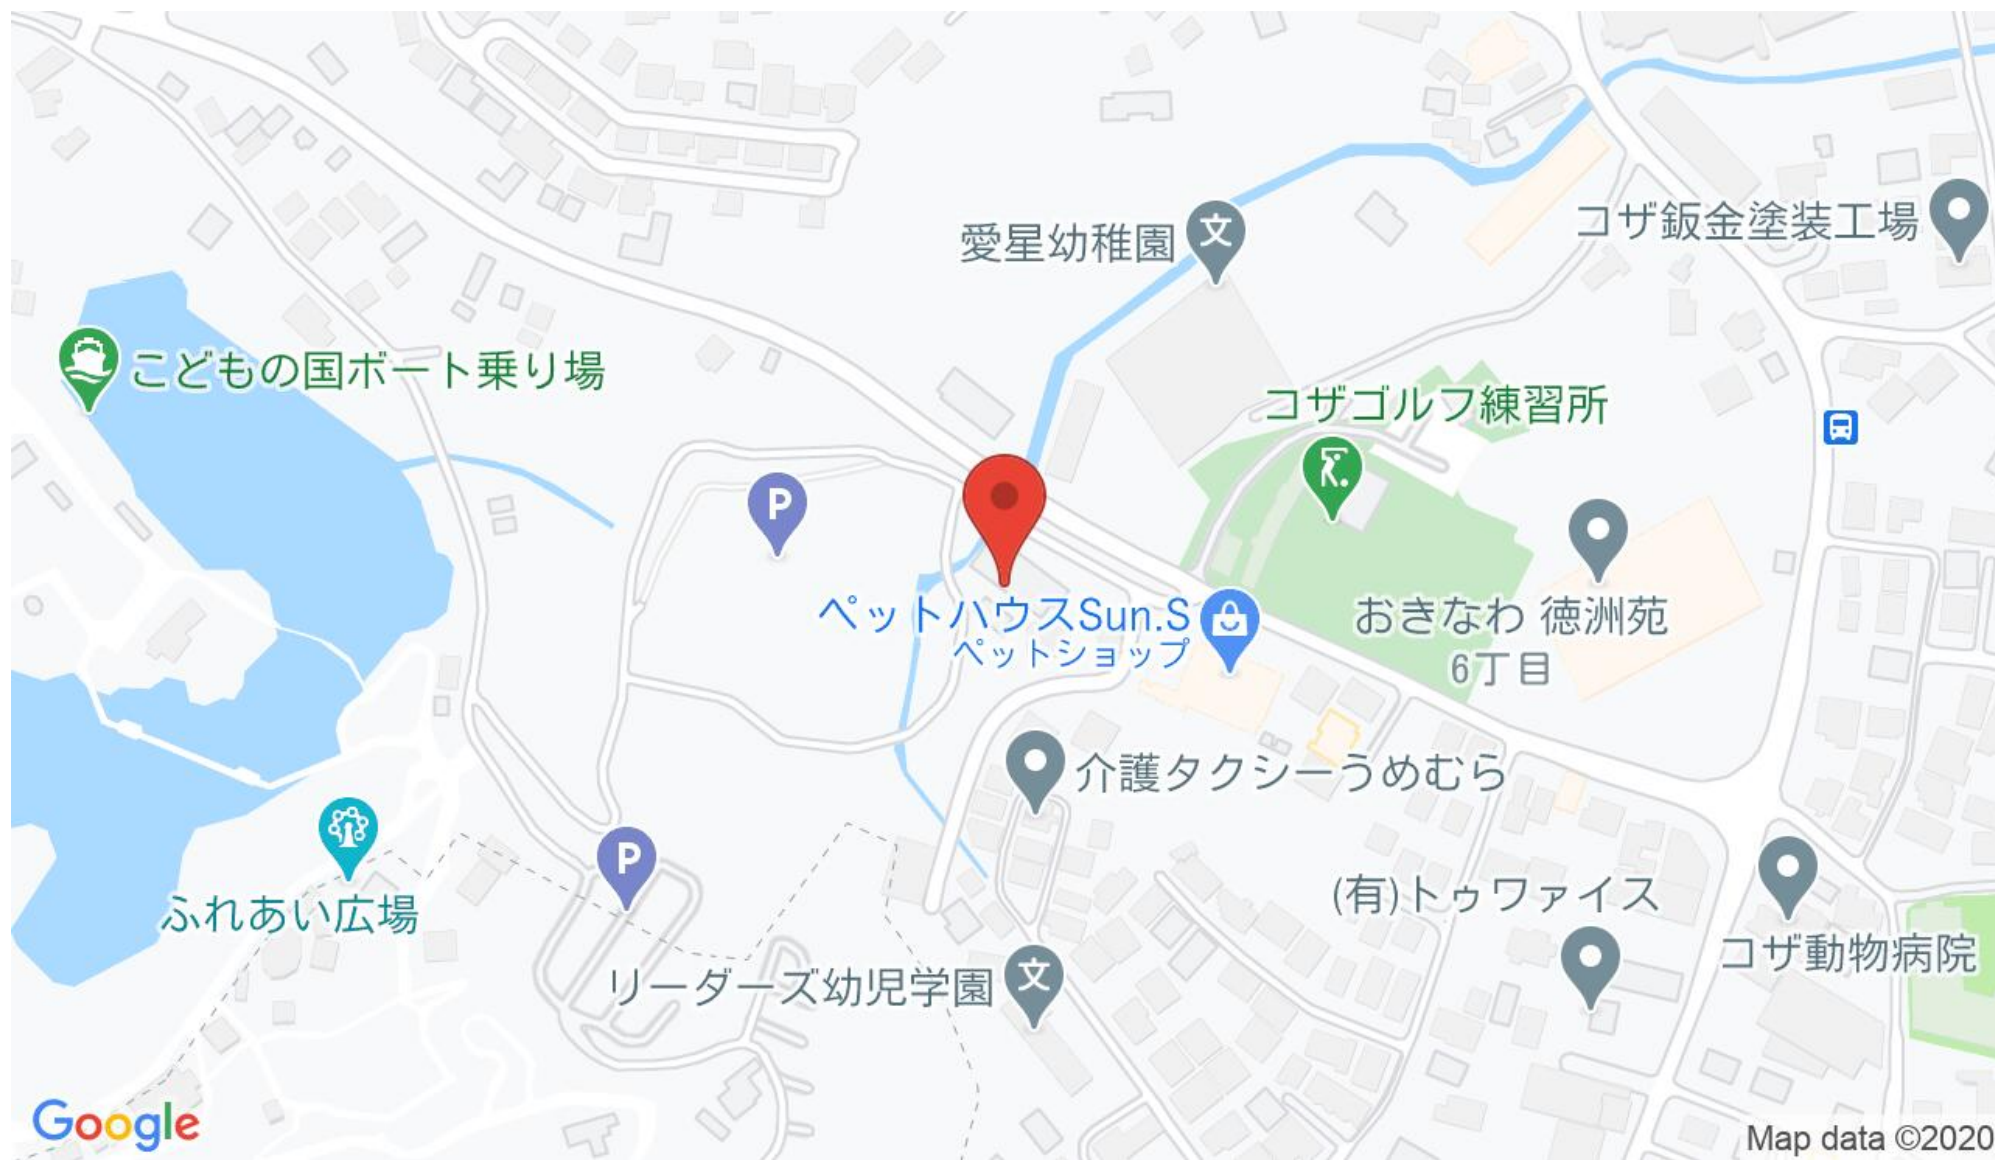 愛星幼稚園
文
コザ鈑金塗装工場
こどもの国ボート乗り場
コザゴルフ練習所
P
ペットハウスSun.S
ペットショップ
おきなわ 徳洲苑
6丁目
介護タクシーうめむら
ふれあい広場
P
(有)トゥワァイス
コザ動物病院
リーダーズ幼児学園
文
Google
Map data ©2020